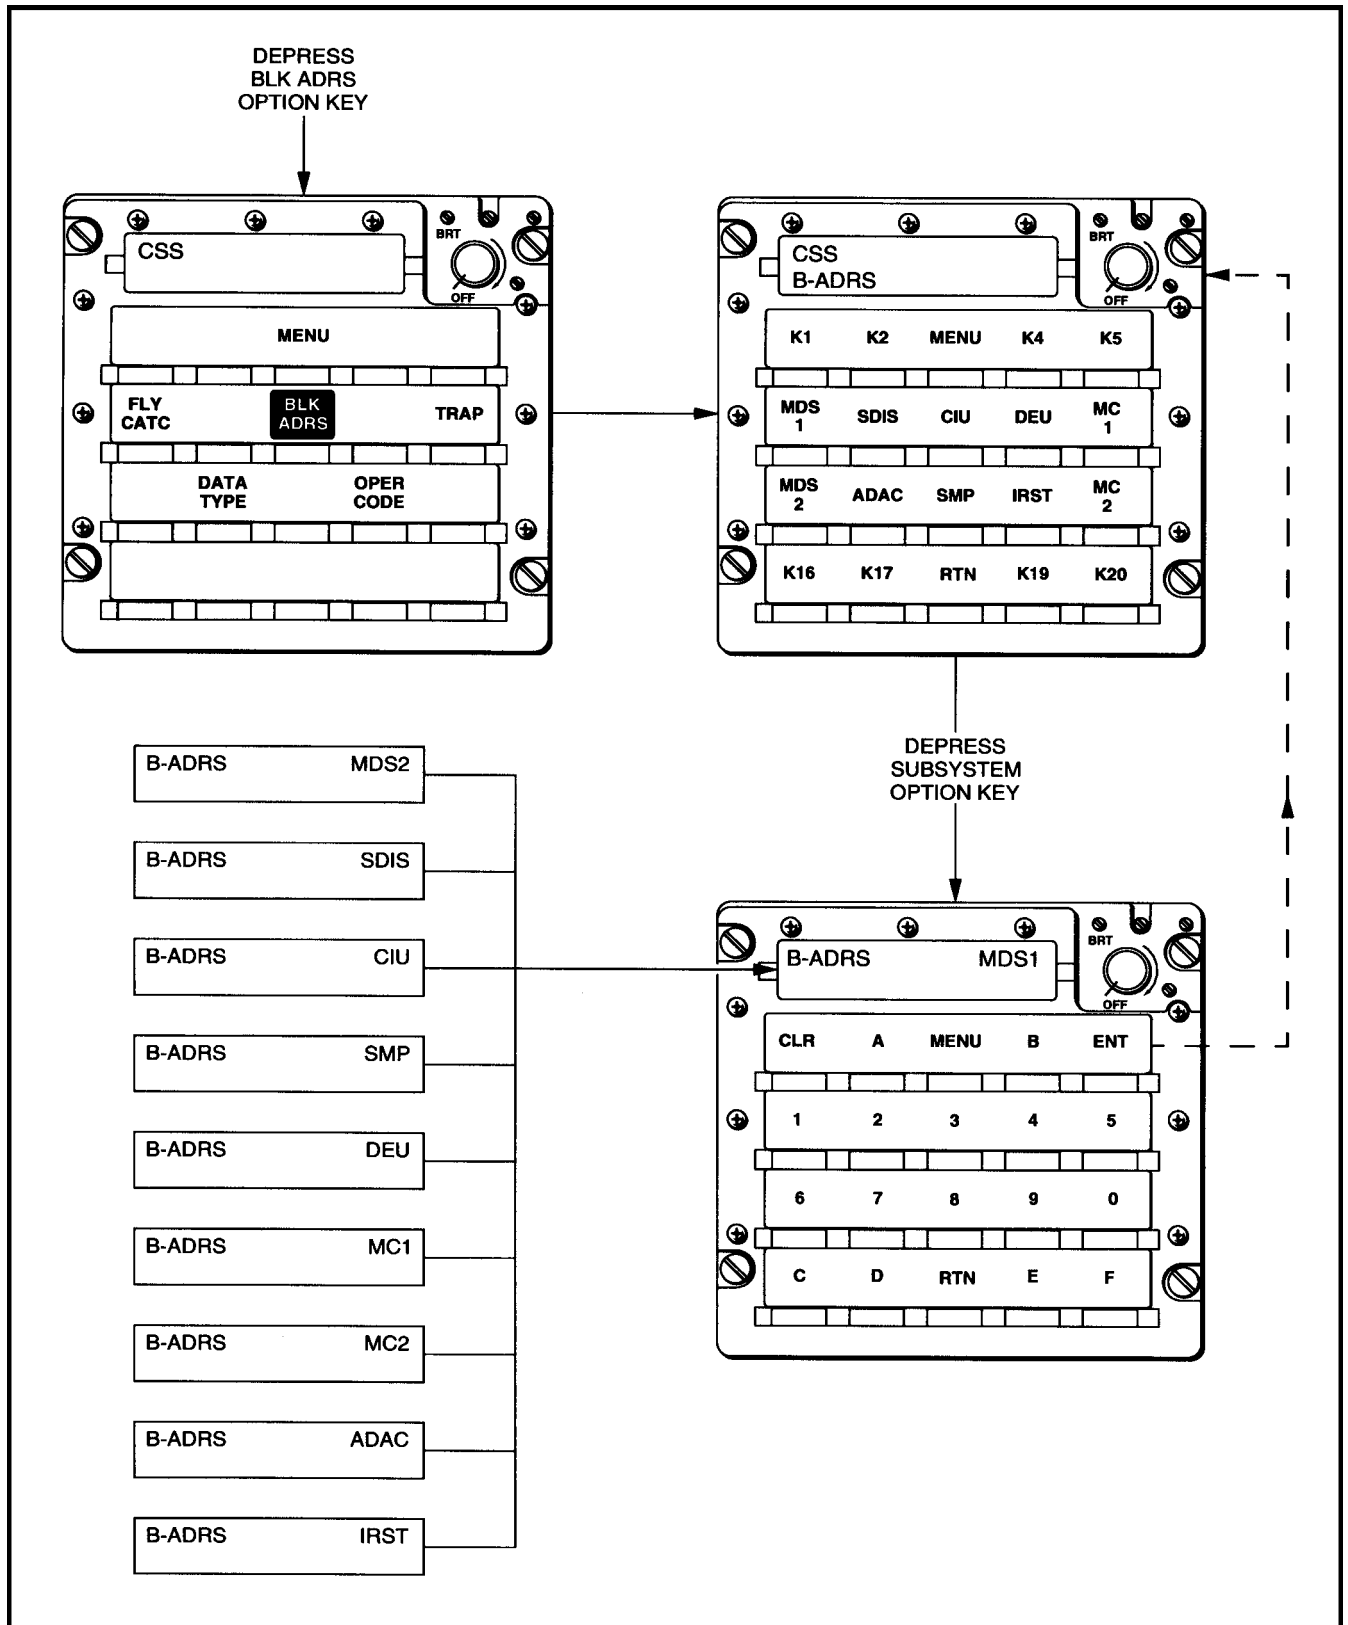 DEPRESS
BLK ADRS
OPTION KEY
CSS
BRT
OFF
MENU
FLY
CATC
BLK
ADRS
TRAP
DATA
TYPE
OPER
CODE
CSS
B-ADRS
BRT
OFF
K1 K2 MENU K4 K5
MDS
1
SDIS CIU DEU
MC
1
MDS
2
ADAC SMP IRST
MC
2
K16 K17 RTN K19 K20
DEPRESS
SUBSYSTEM
OPTION KEY
B-ADRS MDS2
B-ADRS SDIS
B-ADRS CIU
B-ADRS SMP
B-ADRS DEU
B-ADRS MC1
B-ADRS MC2
B-ADRS ADAC
B-ADRS IRST
B-ADRS MDS1
BRT
OFF
CLR A MENU B ENT
1 2 3 4 5
6 7 8 9 0
C D RTN E F